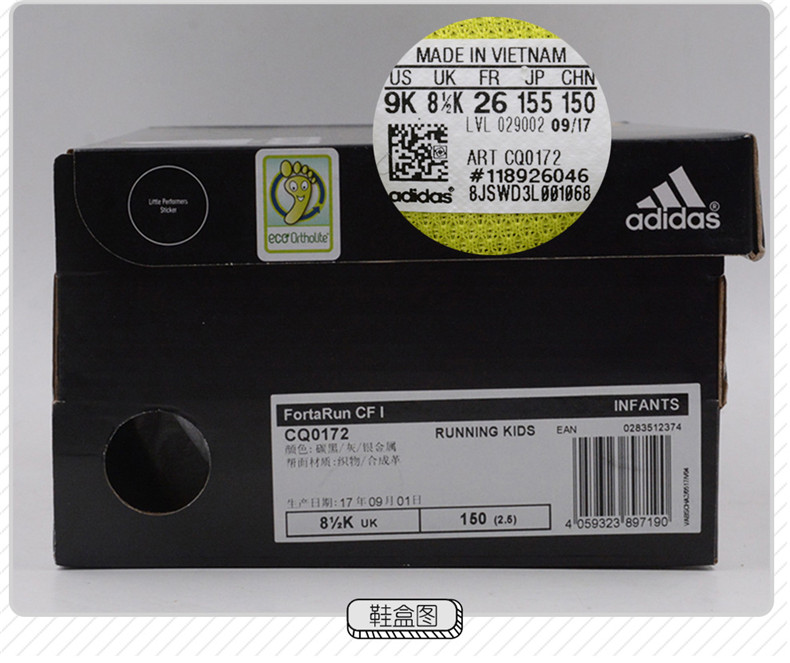 MADE IN VIETNAM
US UK FR JP CHN
9K 8½K 26 155 150
LVL 029002 09/17
ART CQ0172
#118926046
adidas® 8JSWD3L001068
Little Performers
Sticker
eco Ortholite®
adidas®
FortaRun CF I
INFANTS
CQ0172
RUNNING KIDS
EAN
0283512374
颜色:碳黑/灰/银金属
帮面材质:织物/合成革
生产日期:17年09月01日
8½K UK
150 (2.5)
4 059323 897190
鞋盒图